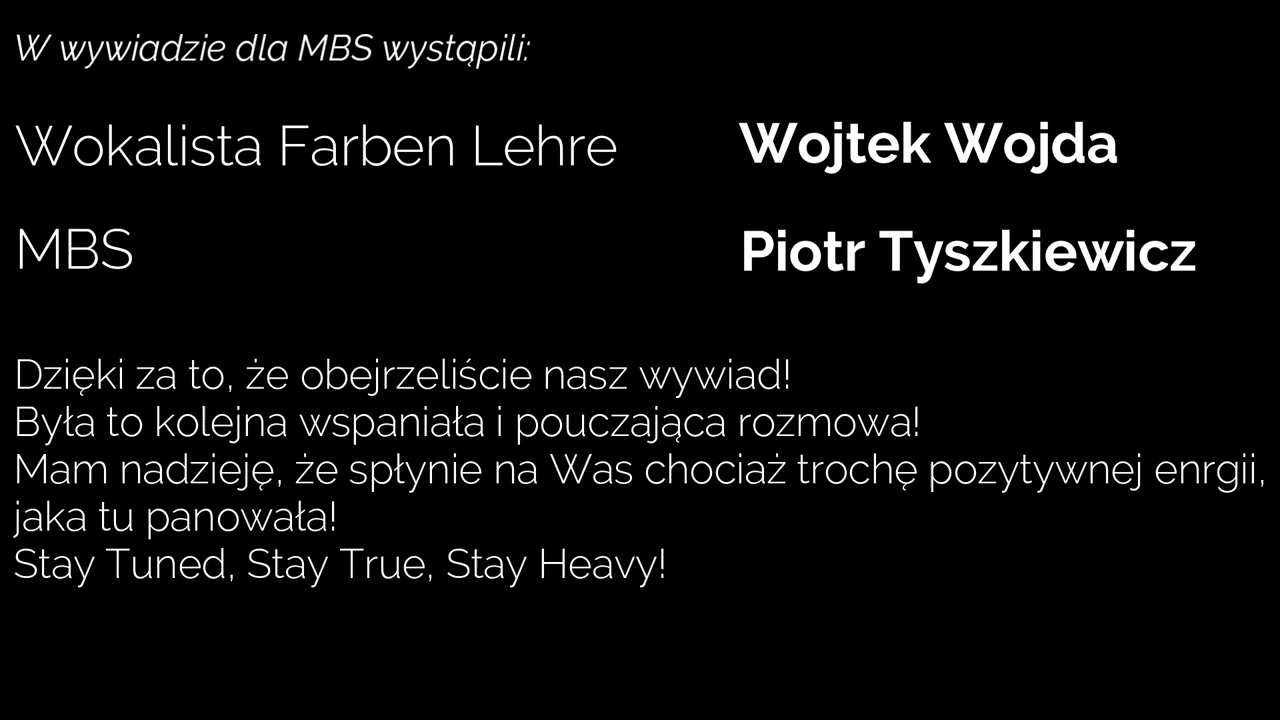 W wywiadzie dla MBS wystąpili:
Wokalista Farben Lehre Wojtek Wojda
MBS Piotr Tyszkiewicz
Dzięki za to, że obejrzeliście nasz wywiad!
Była to kolejna wspaniała i pouczająca rozmowa!
Mam nadzieję, że spłynie na Was chociaż trochę pozytywnej enrgii,
jaka tu panowała!
Stay Tuned, Stay True, Stay Heavy!